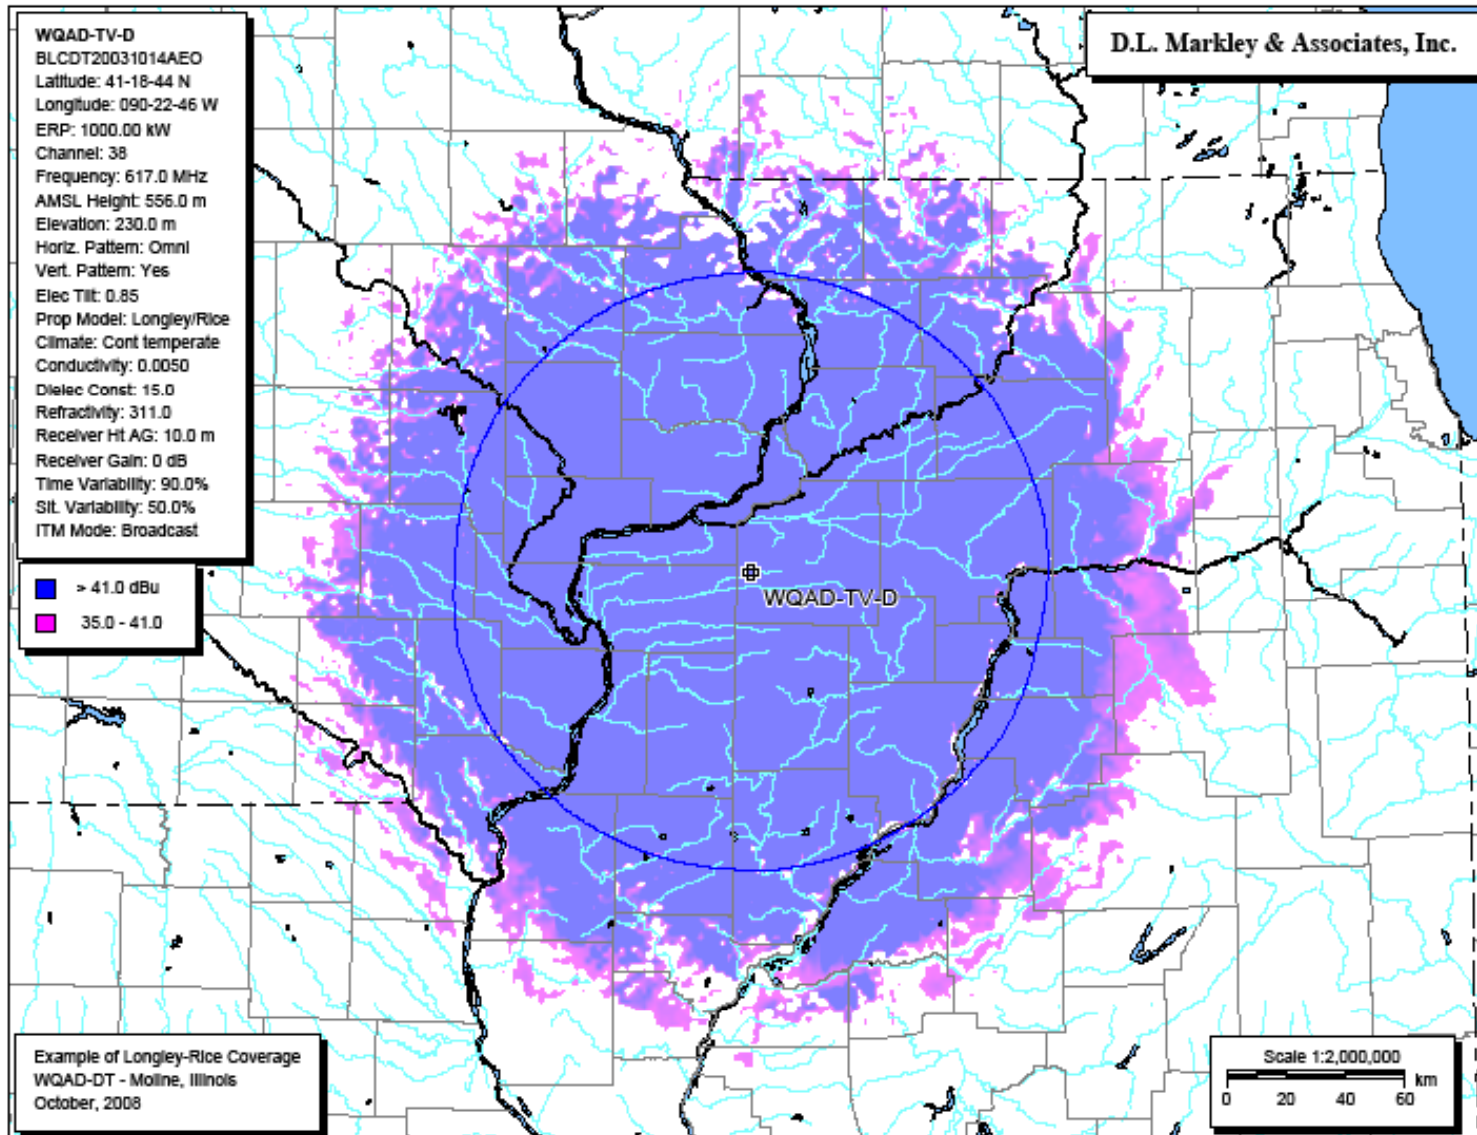 WQAD-TV-D
BLCDT20031014AEO
Latitude: 41-18-44 N
Longitude: 090-22-46 W
ERP: 1000.00 kW
Channel: 38
Frequency: 617.0 MHz
AMSL Height: 556.0 m
Elevation: 230.0 m
Horiz. Pattern: Omni
Vert. Pattern: Yes
Elec Tilt: 0.85
Prop Model: Longley/Rice
Climate: Cont temperate
Conductivity: 0.0050
Dielec Const: 15.0
Refractivity: 311.0
Receiver Ht AG: 10.0 m
Receiver Gain: 0 dB
Time Variability: 90.0%
Sit. Variability: 50.0%
ITM Mode: Broadcast
> 41.0 dBu
35.0 - 41.0
D.L. Markley & Associates, Inc.
WQAD-TV-D
Example of Longley-Rice Coverage
WQAD-DT - Moline, Illinois
October, 2008
Scale 1:2,000,000
km
0 20 40 60